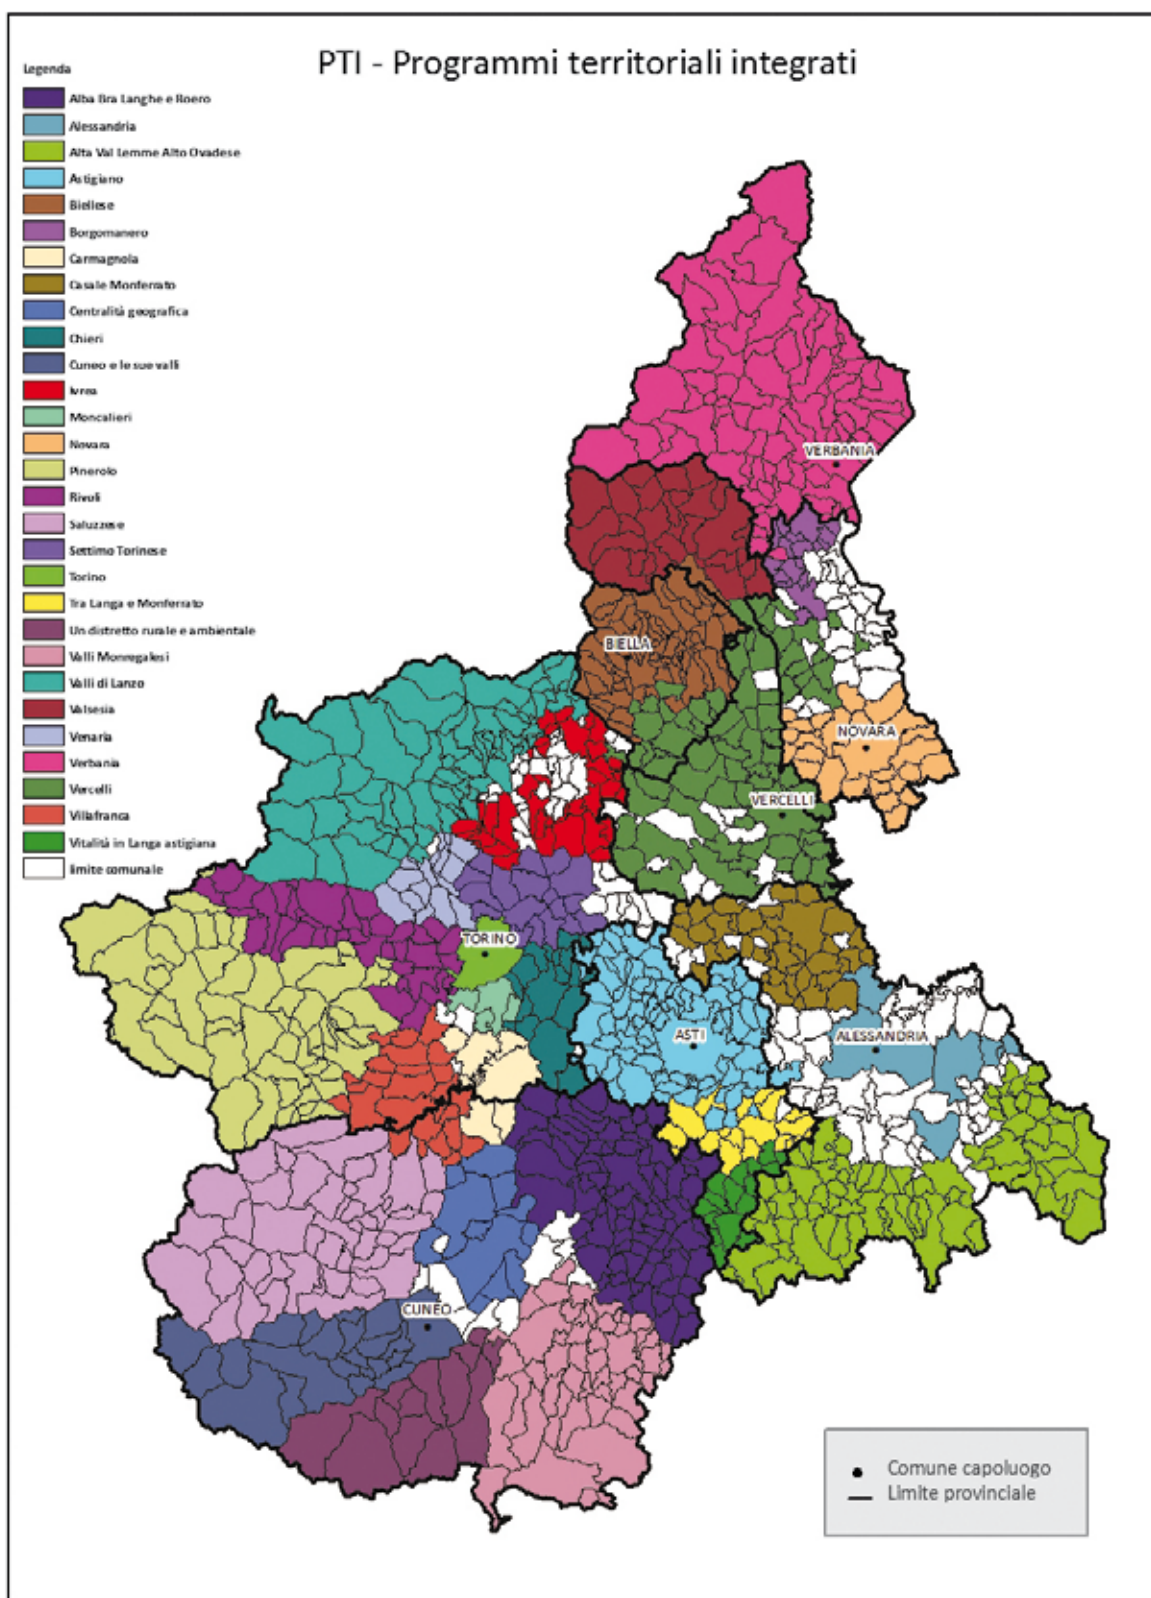 PTI - Programmi territoriali integrati
Legenda
Alba Bra Langhe e Roero
Alessandria
Alta Val Lemme Alto Ovadese
Astigiano
Biellese
Borgomanero
Carmagnola
Casale Monferrato
Centralità geografica
Chieri
Cuneo e le sue valli
Ivrea
Moncalieri
Novara
Pinerolo
Rivoli
Saluzzese
Settimo Torinese
Torino
Tra Langa e Monferrato
Un distretto rurale e ambientale
Valli Monregalesi
Valli di Lanzo
Valsesia
Venaria
Verbania
Vercelli
Villafranca
Vitalità in Langa astigiana
limite comunale
VERBANIA
BIELLA
NOVARA
VERCELLI
TORINO
ASTI
ALESSANDRIA
CUNEO
Comune capoluogo
Limite provinciale